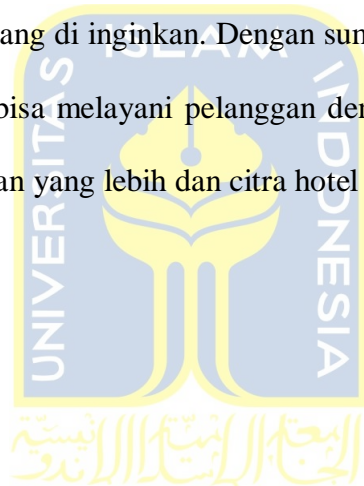 ang di inginkan. Dengan sum
bisa melayani pelanggan den
an yang lebih dan citra hotel
UNIVERSITAS
ISLAM
INDONESIA